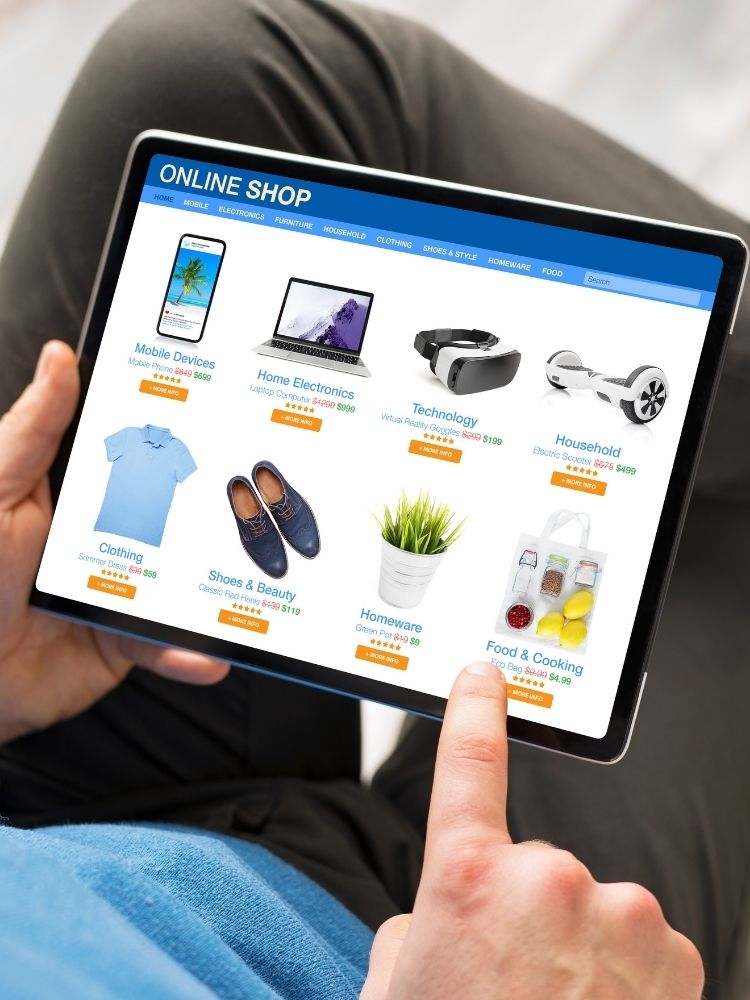 ONLINE SHOP
HOME MOBILE ELECTRONICS FURNITURE HOUSEHOLD CLOTHING SHOES & STYLE HOMEWARE FOOD Search
Mobile Devices
Mobile Phone $849 $699
+ MORE INFO
Home Electronics
Laptop Computer $1299 $999
+ MORE INFO
Technology
Virtual Reality Goggles $299 $199
+ MORE INFO
Household
Electric Scooter $675 $499
+ MORE INFO
Clothing
Summer Dress $99 $59
+ MORE INFO
Shoes & Beauty
Classic Red Heels $139 $119
+ MORE INFO
Homeware
Green Pot $19 $9
+ MORE INFO
Food & Cooking
Eco Bag $9.99 $4.99
+ MORE INFO